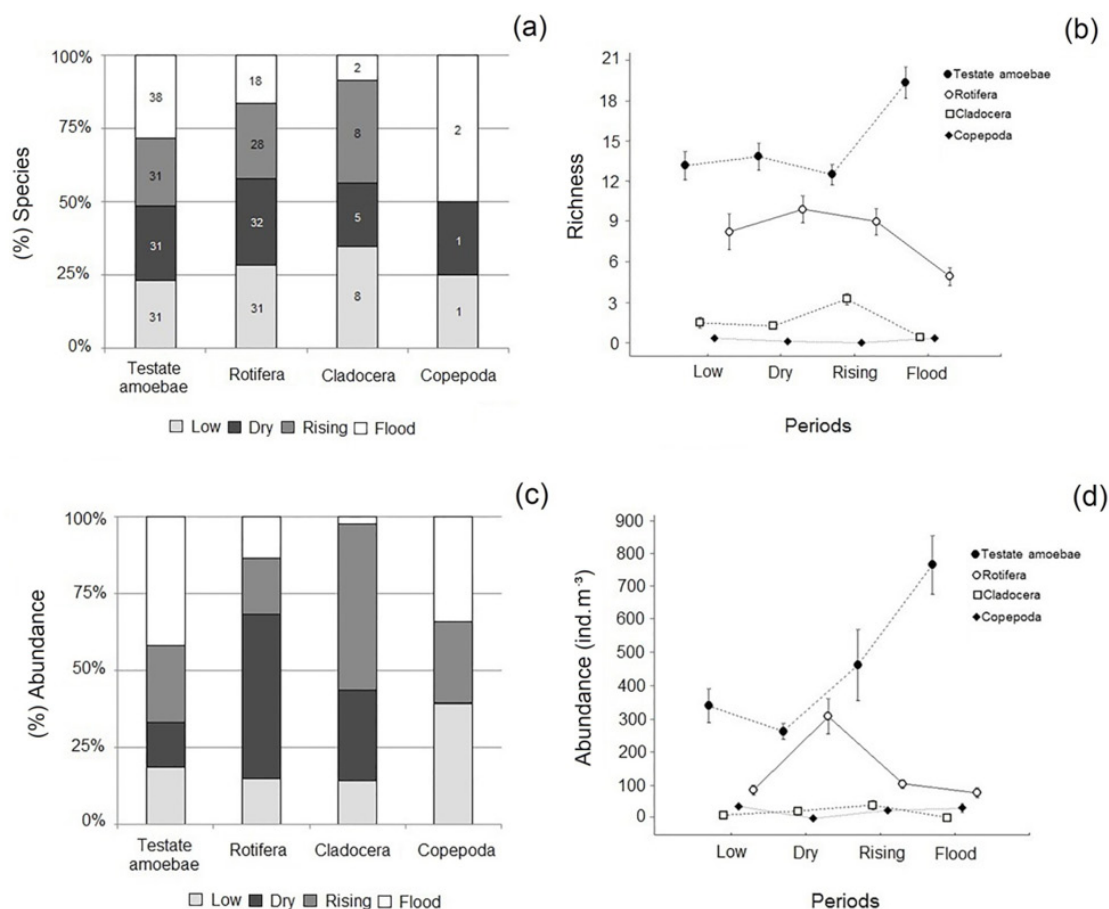 (a)
100%
75%
50%
25%
0%
(%) Species
38
31
31
31
18
28
32
31
2
8
5
8
2
1
1
Testate
amoebae
Rotifera
Cladocera
Copepoda
Low
Dry
Rising
Flood
(b)
21
18
15
12
9
6
3
0
Richness
Testate amoebae
Rotifera
Cladocera
Copepoda
Low
Dry
Rising
Flood
Periods
(c)
100%
75%
50%
25%
0%
(%) Abundance
Testate
amoebae
Rotifera
Cladocera
Copepoda
Low
Dry
Rising
Flood
(d)
900
800
700
600
500
400
300
200
100
0
Abundance (ind.m⁻³)
Testate amoebae
Rotifera
Cladocera
Copepoda
Low
Dry
Rising
Flood
Periods